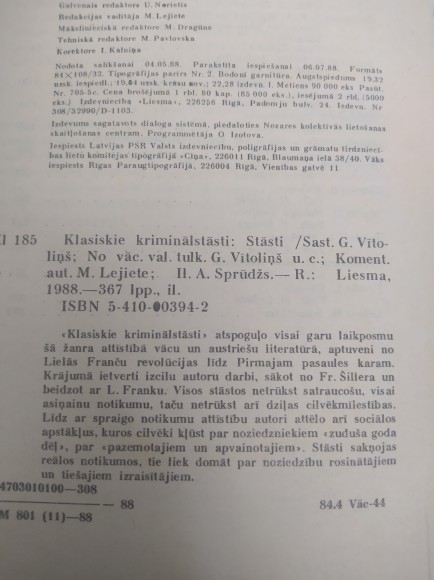 Galvenais redaktors U. Norietis
Redakcijas vadītāja M. Lejiete
Mākslinieciskā redaktore M. Dragūne
Tehniskā redaktore M. Pavlovska
Korektore I. Kalniņa
Nodota salikšanai 04.05.88. Parakstīta iespiešanai 06.07.88. Formāts
84×108/32. Tipogrāfijas papīrs Nr. 2. Bodoni garnitūra. Augstspiedums 19,32
uzsk. iespiedl.; 19,64 uzsk. krāsu nov.; 22,28 izdevn. l. Metiens 90 000 eks Pasūt.
Nr. 705-5c. Cena brošējumā 1 rbl. 80 kap. (85 000 eks.), iesējumā 2 rbl. (5000
eks.) Izdevniecība «Liesma», 226256 Rīgā, Padomju bulv. 24. Izdevn. Nr
308/32990/D-1103.
Izdevums sagatavots dialoga sistēmā, piedaloties Nozares kolektīvās lietošanas
skaitļošanas centram. Programmētāja O Izotova.
Iespiests Latvijas PSR Valsts izdevniecību, poligrāfijas un grāmatu tirdzniec-
bas lietu komitejas tipogrāfijā «Cīņa», 226011 Rīgā, Blaumaņa ielā 38/40. Vāks
iespiests Rīgas Paraugtipogrāfijā, 226004 Rīgā, Vienības gatvē 11
185 Klasiskie kriminālstāsti: Stāsti /Sast. G. Vīto-
liņš; No vāc. val. tulk. G. Vītoliņš u. c.; Koment.
aut. M. Lejiete; Il. A. Sprūdžs.— R.: Liesma,
1988.—367 lpp., il.
ISBN 5-410-00394-2
«Klasiskie kriminālstāsti» atspoguļo visai garu laikposmu
šā žanra attīstībā vācu un austriešu literatūrā, aptuveni no
Lielās Franču revolūcijas līdz Pirmajam pasaules karam.
Krājumā ietverti izcilu autoru darbi, sākot no Fr. Šillera un
beidzot ar L. Franku. Visos stāstos netrūkst satraucošu, visai
asiņainu notikumu, taču netrūkst arī dziļas cilvēkmīlestības.
Līdz ar spraigo notikumu attīstību autori attēlo arī sociālos
apstākļus, kuros cilvēki kļūst par noziedzniekiem «zuduša goda
dēļ», par «pazemotajiem un apvainotajiem». Stāsti sakņojas
reālos notikumos, tie liek domāt par noziedzību rosinātājiem
un tiešajiem izraisītājiem.
4703010100—308
— 88 84.4 Vāc-44
M 801 (11)—88